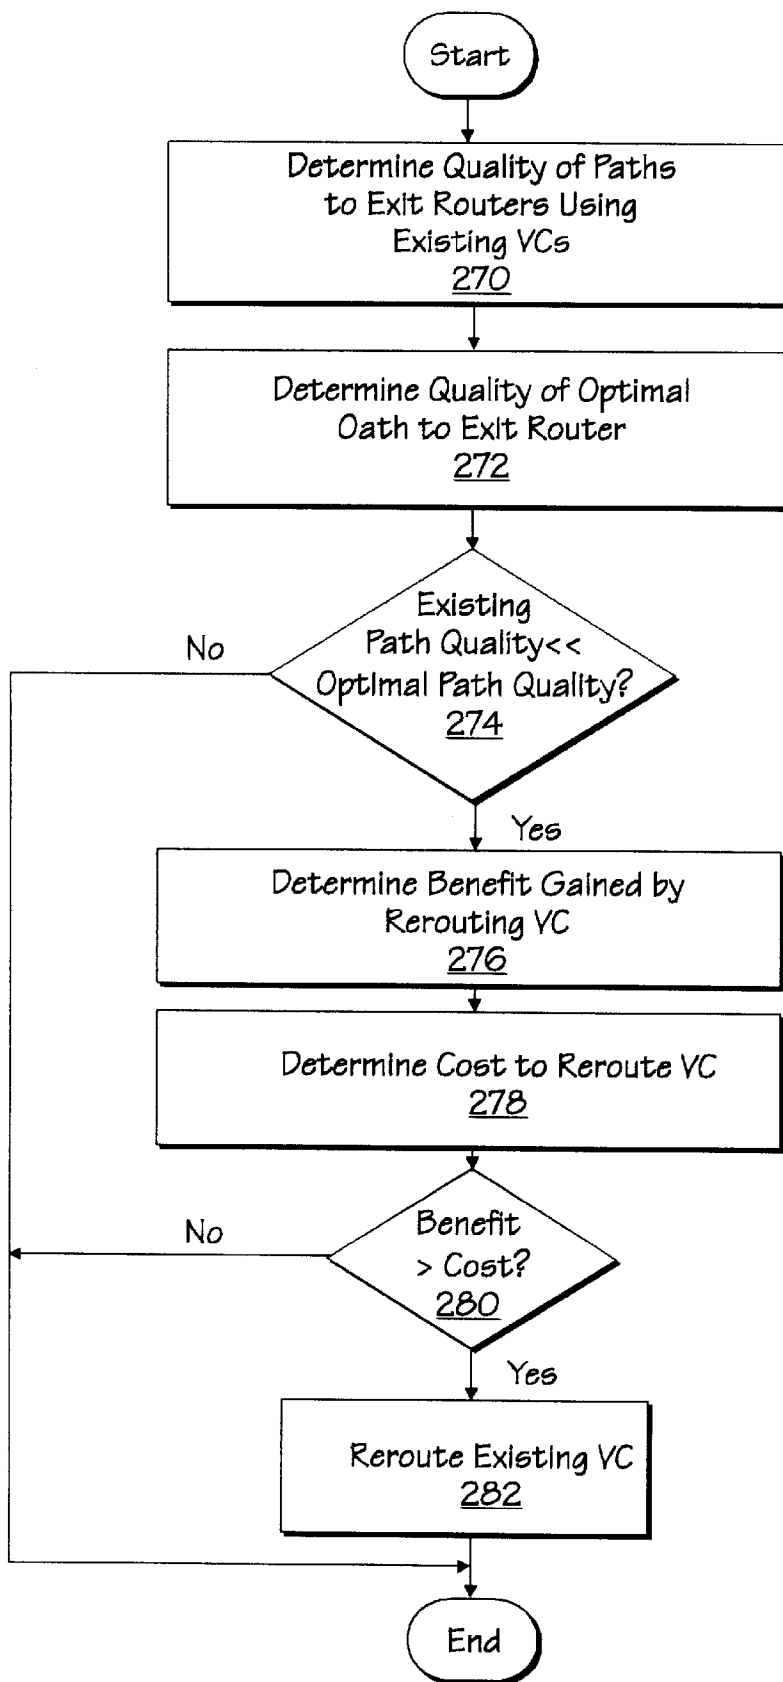 Start
Determine Quality of Paths
to Exit Routers Using
Existing VCs
270
Determine Quality of Optimal
Oath to Exit Router
272
Existing
Path Quality<<
Optimal Path Quality?
274
No
Yes
Determine Benefit Gained by
Rerouting VC
276
Determine Cost to Reroute VC
278
Benefit
> Cost?
280
No
Yes
Reroute Existing VC
282
End